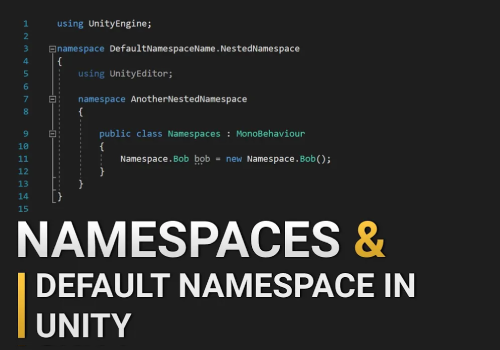 1 using UnityEngine;
2
3 namespace DefaultNamespaceName.NestedNamespace
4 {
5 using UnityEditor;
6
7 namespace AnotherNestedNamespace
8 {
9 public class Namespaces : MonoBehaviour
10 {
11 Namespace.Bob bob = new Namespace.Bob();
12 }
13 }
14 }
15
NAMESPACES &
DEFAULT NAMESPACE IN
UNITY